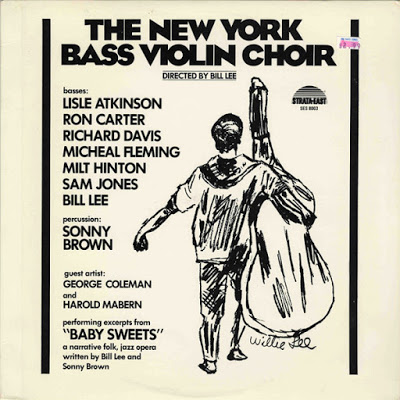 THE NEW YORK
BASS VIOLIN CHOIR
DIRECTED BY BILL LEE
STRATA-EAST
SES 8003
basses:
LISLE ATKINSON
RON CARTER
RICHARD DAVIS
MICHEAL FLEMING
MILT HINTON
SAM JONES
BILL LEE
percussion:
SONNY
BROWN
guest artist:
GEORGE COLEMAN
and
HAROLD MABERN
performing excerpts from
"BABY SWEETS"
a narrative folk, jazz opera
written by Bill Lee and
Sonny Brown
Willie Lee